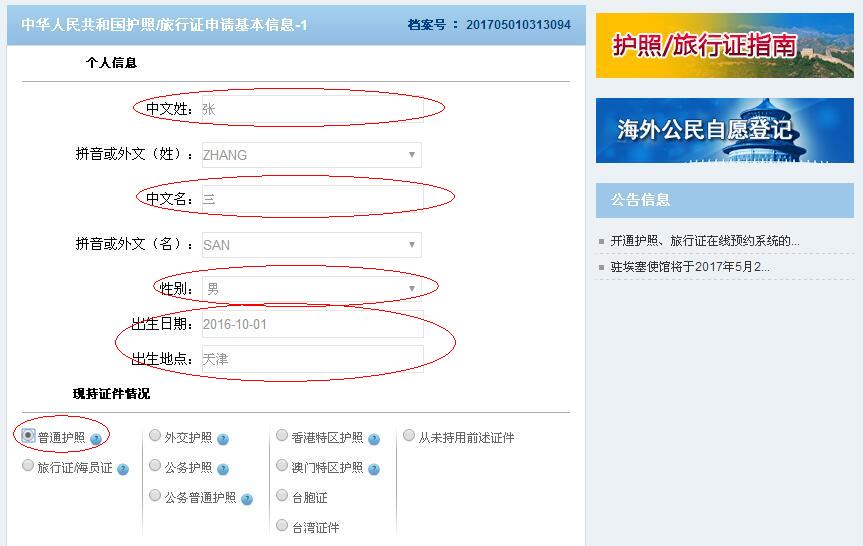 中华人民共和国护照/旅行证申请基本信息-1 档案号 : 201705010313094
个人信息
中文姓: 张
拼音或外文（姓）: ZHANG
中文名: 三
拼音或外文（名）: SAN
性别: 男
出生日期: 2016-10-01
出生地点: 天津
现持证件情况
普通护照 外交护照 香港特区护照 从未持用前述证件
旅行证/海员证 公务护照 澳门特区护照
公务普通护照 台胞证
台湾证件
护照/旅行证指南
海外公民自愿登记
公告信息
开通护照、旅行证在线预约系统的...
驻埃塞使馆将于2017年5月2...